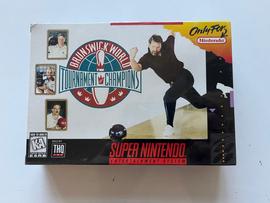 Only For
Nintendo
BRUNSWICK WORLD
TOURNAMENT OF CHAMPIONS
K-A
THQ
SUPER NINTENDO
ENTERTAINMENT SYSTEM